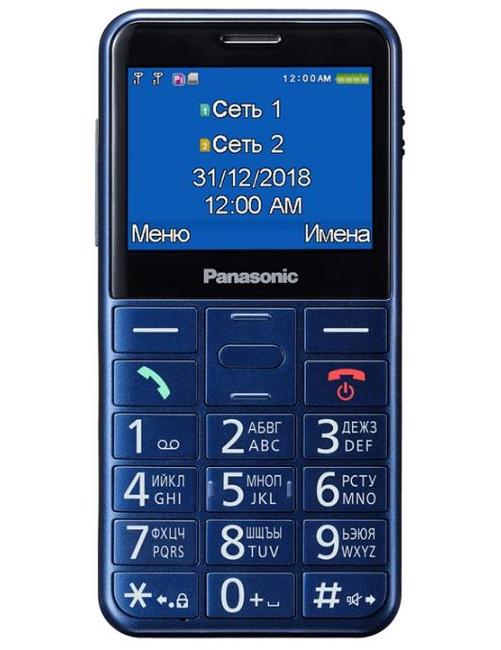 12:00AM
1 Сеть 1
2 Сеть 2
31/12/2018
12:00 AM
Меню Имена
Panasonic
1 2 АБВГ ABC 3 ДЕЖЗ DEF
4 ИЙКЛ GHI 5 МНОП JKL 6 РСТУ MNO
7 ФХЦЧ PQRS 8 ШЩЪЫ TUV 9 ЬЭЮЯ WXYZ
* 0+ #